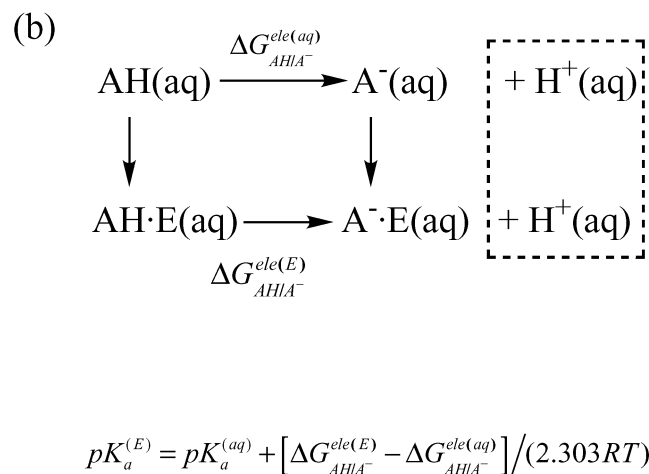 (b)
ΔG^{ele(aq)}_{AH/A⁻}
AH(aq) A⁻(aq) + H⁺(aq)
AH·E(aq) A⁻·E(aq) + H⁺(aq)
ΔG^{ele(E)}_{AH/A⁻}
pK_a^{(E)} = pK_a^{(aq)} + [ΔG^{ele(E)}_{AH/A⁻} − ΔG^{ele(aq)}_{AH/A⁻}]/(2.303RT)